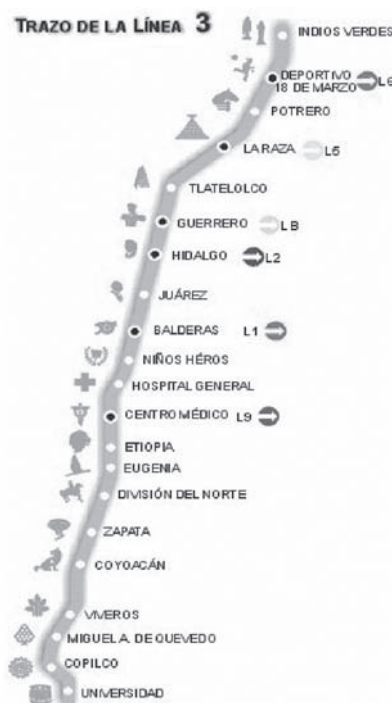 TRAZO DE LA LÍNEA 3
INDIOS VERDES
DEPORTIVO
18 DE MARZO L6
POTRERO
LA RAZA L5
TLATELOLCO
GUERRERO L B
HIDALGO L2
JUÁREZ
BALDERAS L1
NIÑOS HÉROS
HOSPITAL GENERAL
CENTRO MÉDICO L9
ETIOPIA
EUGENIA
DIVISIÓN DEL NORTE
ZAPATA
COYOACÁN
VIVEROS
MIGUEL A. DE QUEVEDO
COPILCO
UNIVERSIDAD